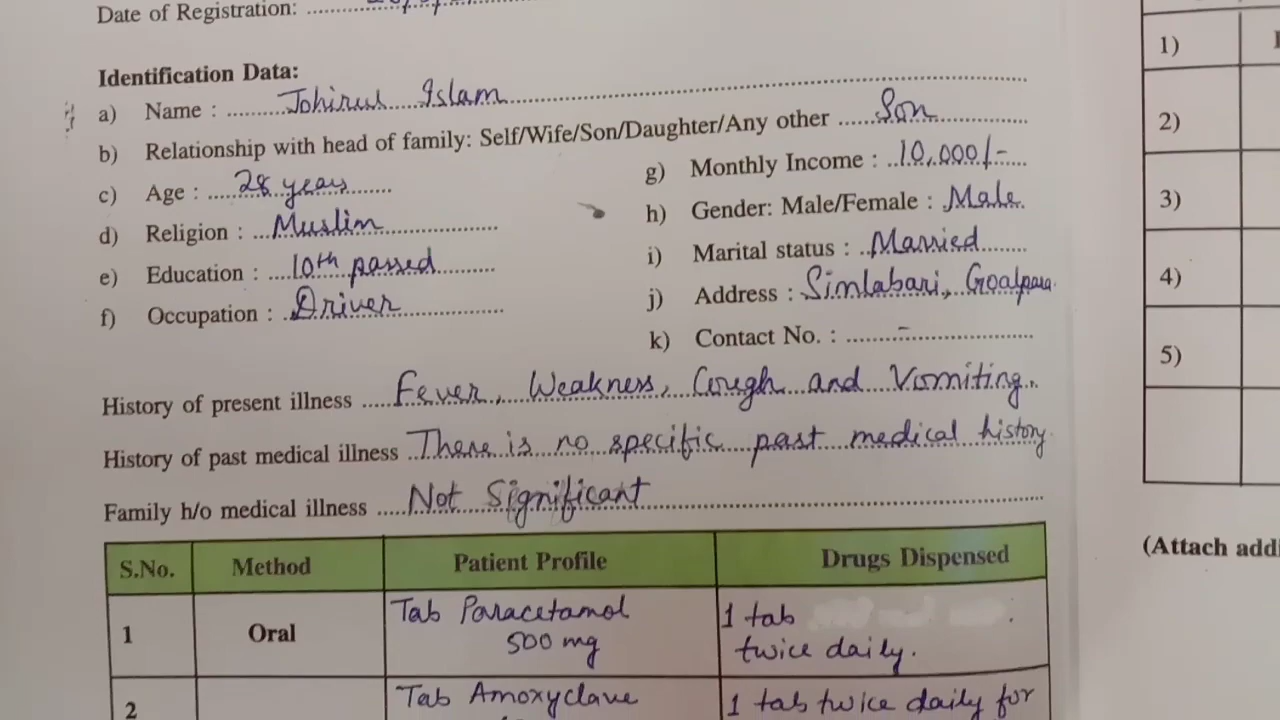 Date of Registration:
Identification Data:
a) Name : Johirul Islam
b) Relationship with head of family: Self/Wife/Son/Daughter/Any other Son
c) Age : 28 years
g) Monthly Income : 10,000/-
d) Religion : Muslim
h) Gender: Male/Female : Male
e) Education : 10th passed
i) Marital status : Married
f) Occupation : Driver
j) Address : Simlabari, Goalpara
k) Contact No. : -
History of present illness Fever, Weakness, Cough and Vomiting.
History of past medical illness There is no specific past medical history
Family h/o medical illness Not Significant
S.No. Method Patient Profile Drugs Dispensed
1 Oral Tab Paracetamol 500 mg 1 tab twice daily.
2 Tab Amoxyclave 1 tab twice daily for
1)
2)
3)
4)
5)
(Attach